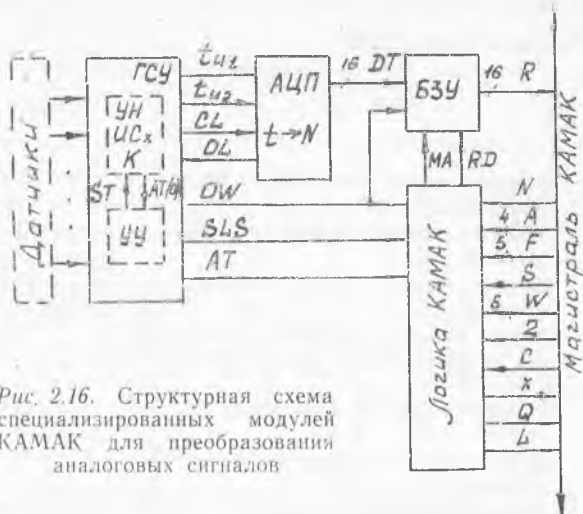 Датчики
ГСУ
УН
ИСх
К
ST
АТ/Ф
УУ
tи1
tи2
CL
DL
АЦП
t→N
16 DT
БЗУ
16 R
MA
RD
DW
SLS
AT
Логика КАМАК
N
4 A
5 F
S
6 W
Z
C
X
Q
L
Магистраль КАМАК
Рис. 2.16. Структурная схема
специализированных модулей
КАМАК для преобразования
аналоговых сигналов